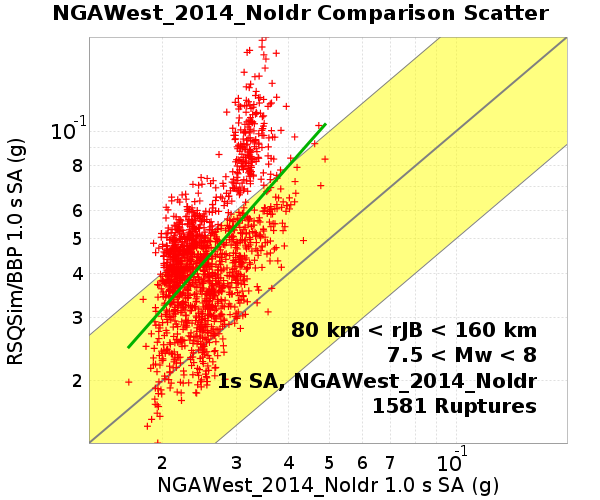 NGAWest_2014_NoIdr Comparison Scatter
RSQSim/BBP 1.0 s SA (g)
10-1
8
6
5
4
3
2
80 km < rJB < 160 km
7.5 < Mw < 8
1s SA, NGAWest_2014_NoIdr
1581 Ruptures
2 3 4 5 6 7 10-1
NGAWest_2014_NoIdr 1.0 s SA (g)